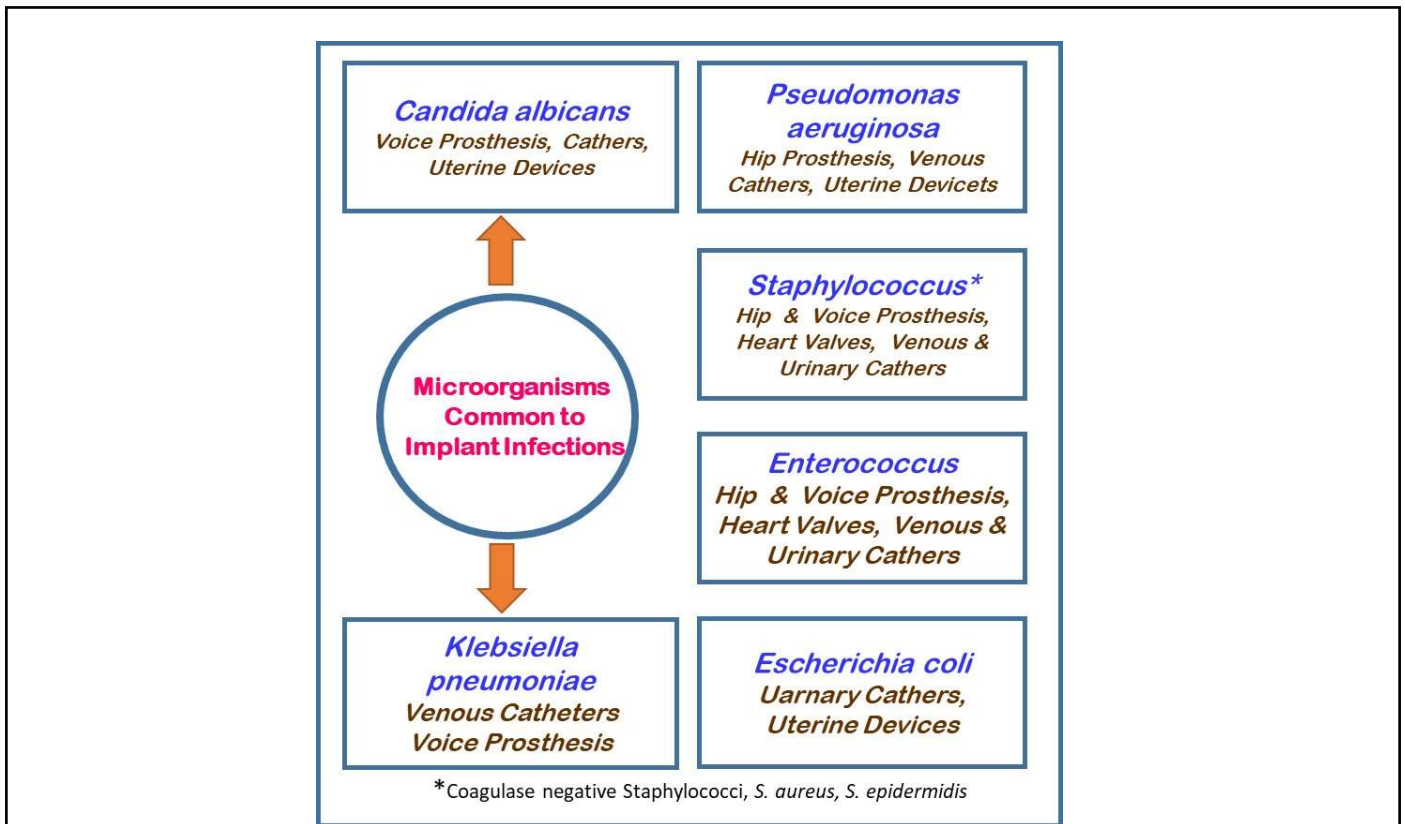 Candida albicans
Voice Prosthesis, Cathers,
Uterine Devices
Pseudomonas
aeruginosa
Hip Prosthesis, Venous
Cathers, Uterine Devicets
Staphylococcus*
Hip & Voice Prosthesis,
Heart Valves, Venous &
Urinary Cathers
Microorganisms
Common to
Implant Infections
Enterococcus
Hip & Voice Prosthesis,
Heart Valves, Venous &
Urinary Cathers
Klebsiella
pneumoniae
Venous Catheters
Voice Prosthesis
Escherichia coli
Uarnary Cathers,
Uterine Devices
*Coagulase negative Staphylococci, S. aureus, S. epidermidis